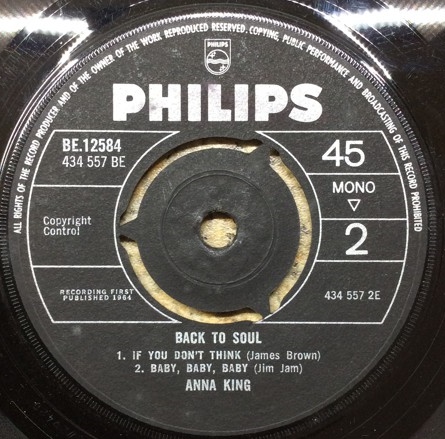 ALL RIGHTS OF THE RECORD PRODUCER AND OF THE OWNER OF THE WORK REPRODUCED RESERVED. COPYING, PUBLIC PERFORMANCE AND BROADCASTING OF THIS RECORD PROHIBITED
PHILIPS
PHILIPS
BE.12584
434 557 BE
45
MONO
2
Copyright
Control
RECORDING FIRST
PUBLISHED 1964
434 557 2E
BACK TO SOUL
1. IF YOU DON'T THINK (James Brown)
2. BABY, BABY, BABY (Jim Jam)
ANNA KING